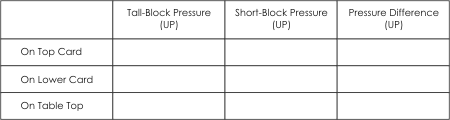 Tall-Block Pressure (UP) Short-Block Pressure (UP) Pressure Difference (UP)
On Top Card
On Lower Card
On Table Top